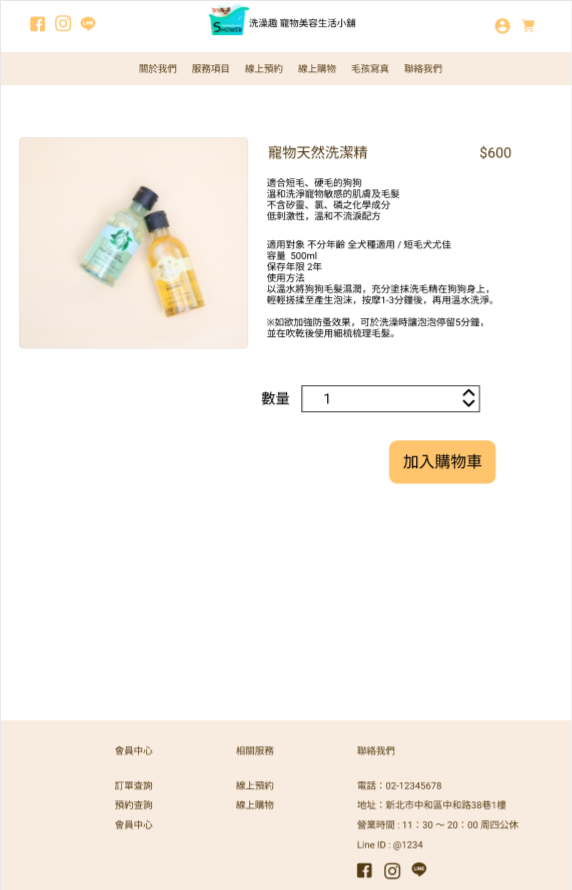 SHOWER
洗澡趣 寵物美容生活小舖
關於我們 服務項目 線上預約 線上購物 毛孩寫真 聯絡我們
寵物天然洗潔精 $600
適合短毛、硬毛的狗狗
溫和洗淨寵物敏感的肌膚及毛髮
不含矽靈、氯、磷之化學成分
低刺激性，溫和不流淚配方
適用對象 不分年齡 全犬種適用 / 短毛犬尤佳
容量 500ml
保存年限 2年
使用方法
以溫水將狗狗毛髮濕潤，充分塗抹洗毛精在狗狗身上，
輕輕搓揉至產生泡沫，按摩1-3分鐘後，再用溫水洗淨。
※如欲加強防蚤效果，可於洗澡時讓泡泡停留5分鐘，
並在吹乾後使用細梳梳理毛髮。
數量 1
加入購物車
會員中心 相關服務 聯絡我們
訂單查詢 線上預約 電話：02-12345678
預約查詢 線上購物 地址：新北市中和區中和路38巷1樓
會員中心 營業時間 : 11：30 ～ 20：00 周四公休
Line ID : @1234
LINE